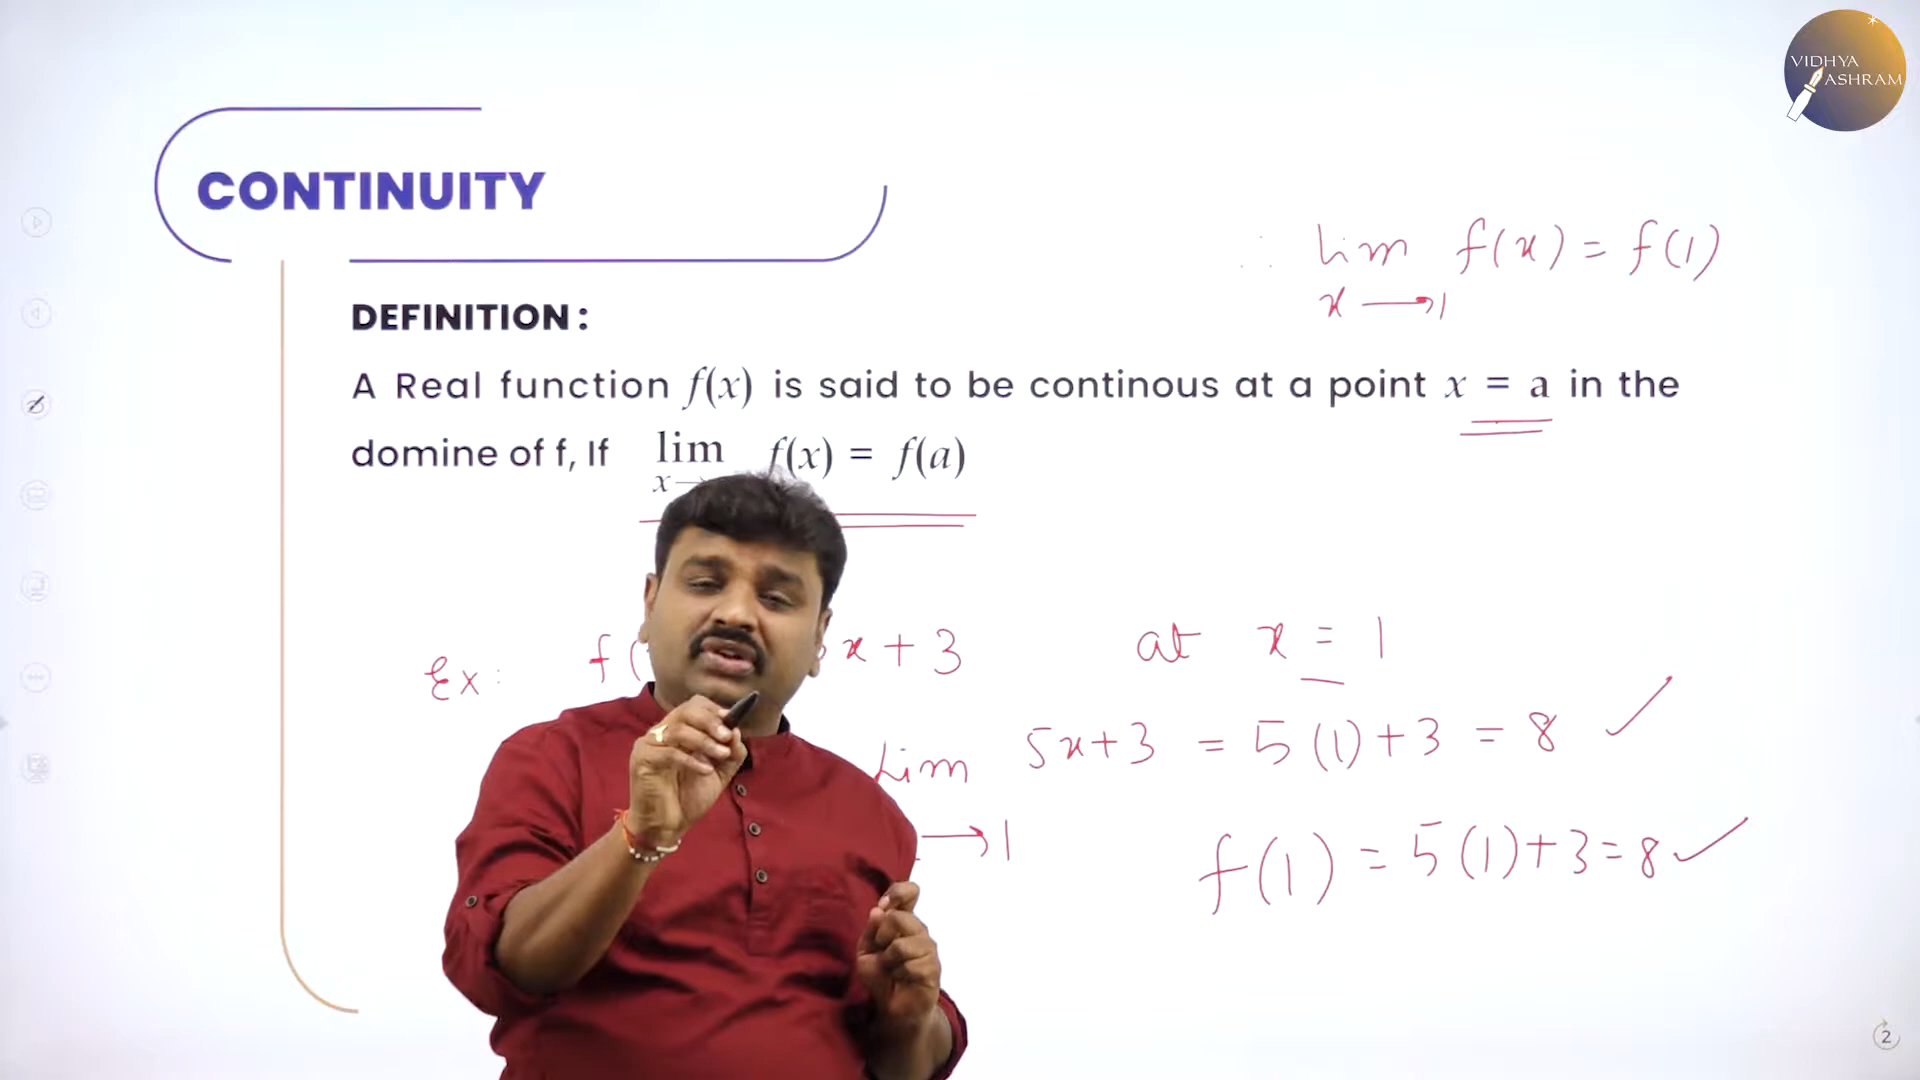 VIDHYA
ASHRAM
CONTINUITY
∴ lim f(x) = f(1)
x → 1
DEFINITION:
A Real function f(x) is said to be continous at a point x = a in the
domine of f, If lim f(x) = f(a)
x→
Ex: f( x + 3 at x = 1
Lim 5x+3 = 5(1)+3 = 8 ✓
→ 1
f(1) = 5(1)+3=8 ✓
2